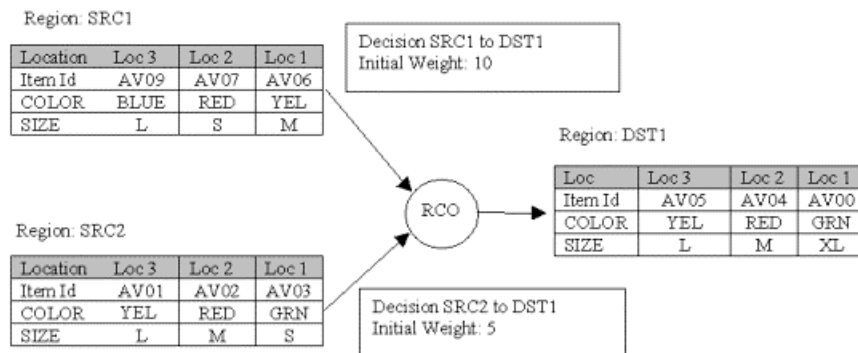 Region: SRC1
Location Loc 3 Loc 2 Loc 1
Item Id AV09 AV07 AV06
COLOR BLUE RED YEL
SIZE L S M
Decision SRC1 to DST1
Initial Weight: 10
Region: DST1
Loc Loc 3 Loc 2 Loc 1
Item Id AV05 AV04 AV00
COLOR YEL RED GRN
SIZE L M XL
RCO
Region: SRC2
Location Loc 3 Loc 2 Loc 1
Item Id AV01 AV02 AV03
COLOR YEL RED GRN
SIZE L M S
Decision SRC2 to DST1
Initial Weight: 5